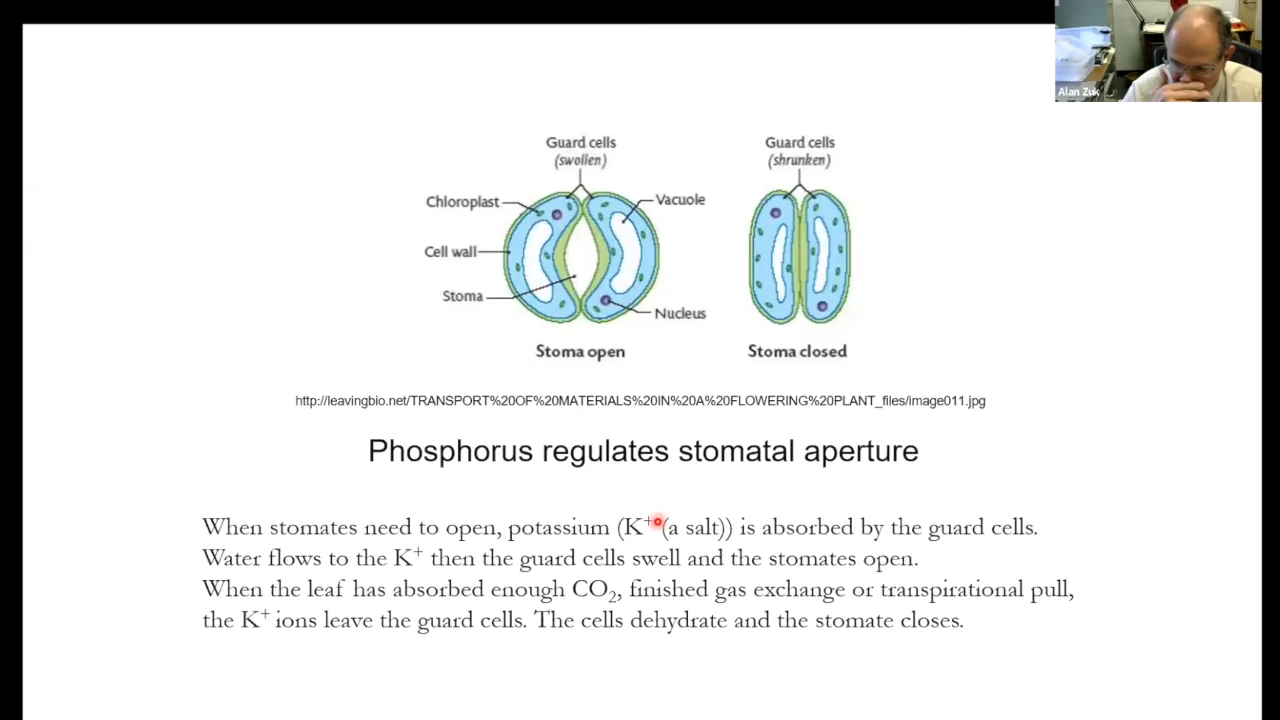 Alan Zuk
Guard cells
(swollen)
Guard cells
(shrunken)
Chloroplast
Vacuole
Cell wall
Stoma
Nucleus
Stoma open
Stoma closed
http://leavingbio.net/TRANSPORT%20OF%20MATERIALS%20IN%20A%20FLOWERING%20PLANT_files/image011.jpg
Phosphorus regulates stomatal aperture
When stomates need to open, potassium (K⁺ (a salt)) is absorbed by the guard cells.
Water flows to the K⁺ then the guard cells swell and the stomates open.
When the leaf has absorbed enough CO₂, finished gas exchange or transpirational pull,
the K⁺ ions leave the guard cells. The cells dehydrate and the stomate closes.